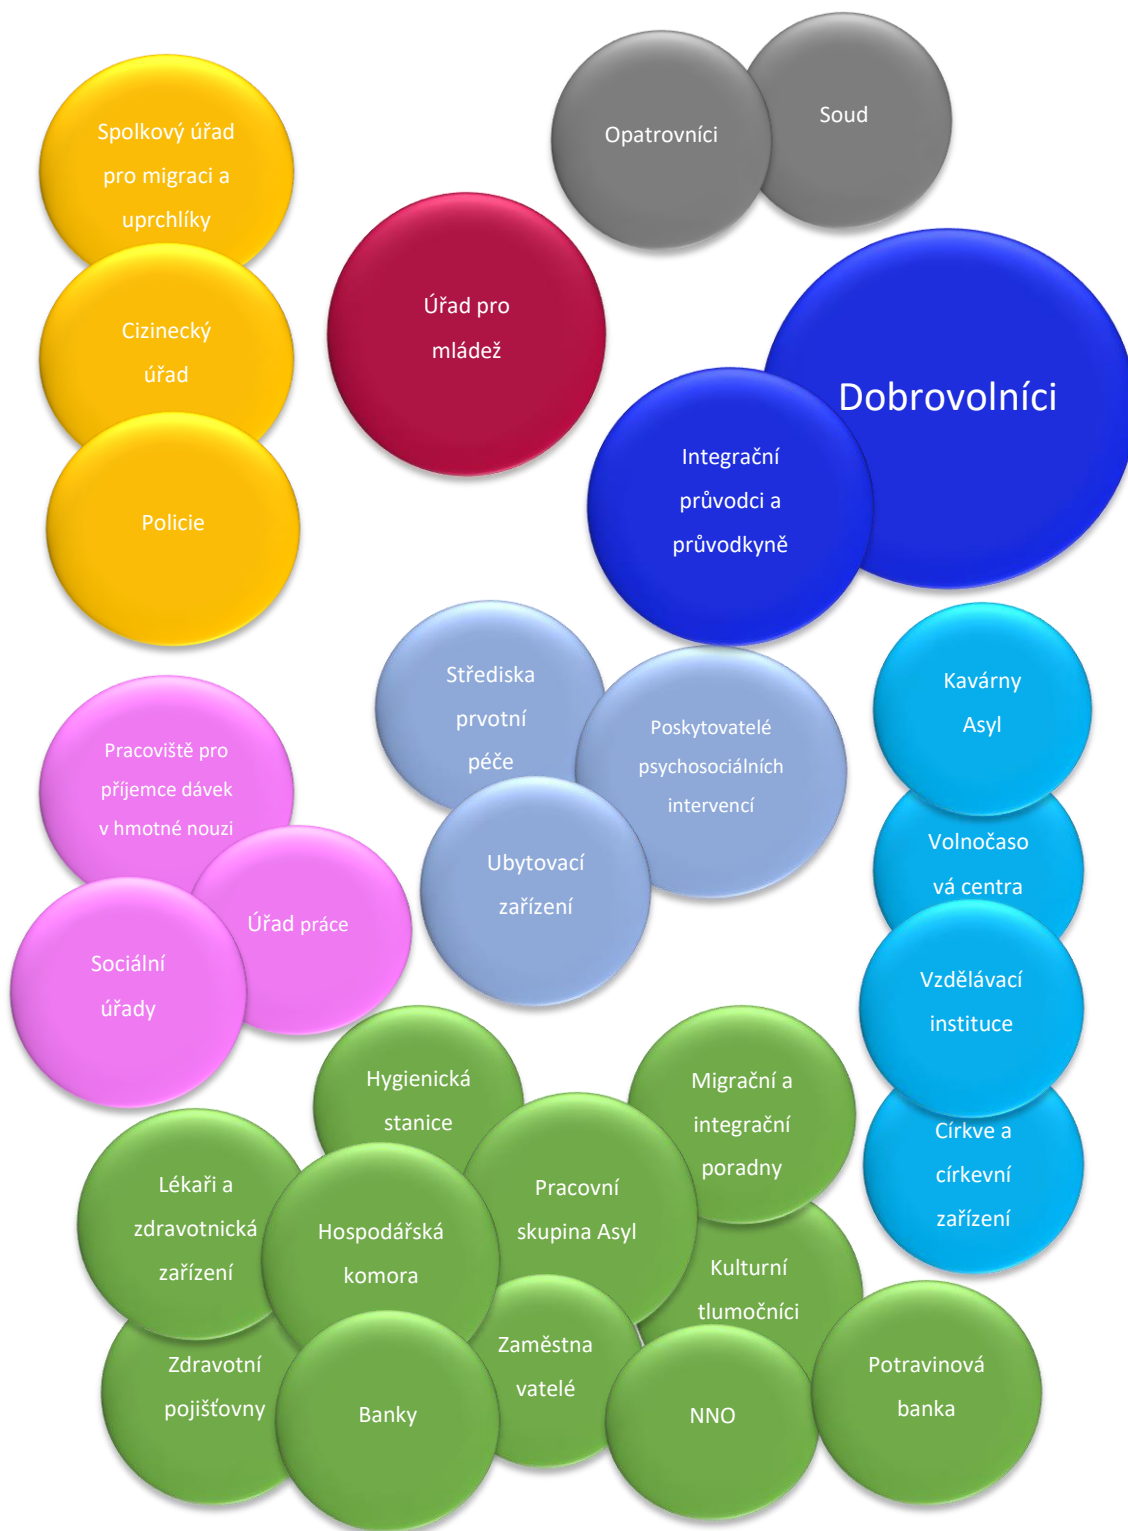 Spolkový úřad
pro migraci a
uprchlíky
Cizinecký
úřad
Policie
Opatrovníci
Soud
Úřad pro
mládež
Dobrovolníci
Integrační
průvodci a
průvodkyně
Střediska
prvotní
péče
Poskytovatelé
psychosociálních
intervencí
Ubytovací
zařízení
Kavárny
Asyl
Volnočaso
vá centra
Vzdělávací
instituce
Církve a
církevní
zařízení
Pracoviště pro
příjemce dávek
v hmotné nouzi
Úřad práce
Sociální
úřady
Hygienická
stanice
Migrační a
integrační
poradny
Lékaři a
zdravotnická
zařízení
Hospodářská
komora
Pracovní
skupina Asyl
Kulturní
tlumočníci
Zdravotní
pojišťovny
Banky
Zaměstna
vatelé
NNO
Potravinová
banka